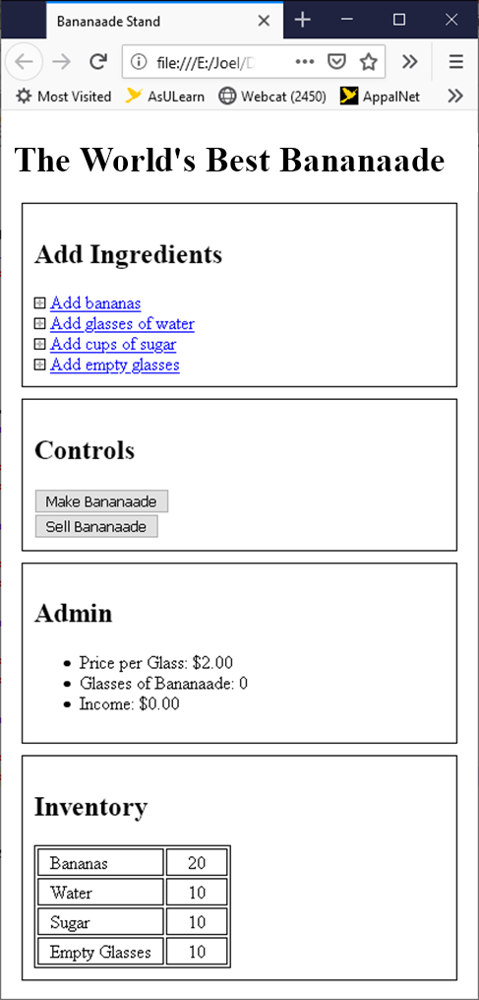 Bananaade Stand
file:///E:/Joel/D
Most Visited AsULearn Webcat (2450) AppalNet
The World's Best Bananaade
Add Ingredients
Add bananas
Add glasses of water
Add cups of sugar
Add empty glasses
Controls
Make Bananaade
Sell Bananaade
Admin
Price per Glass: $2.00
Glasses of Bananaade: 0
Income: $0.00
Inventory
Bananas 20
Water 10
Sugar 10
Empty Glasses 10